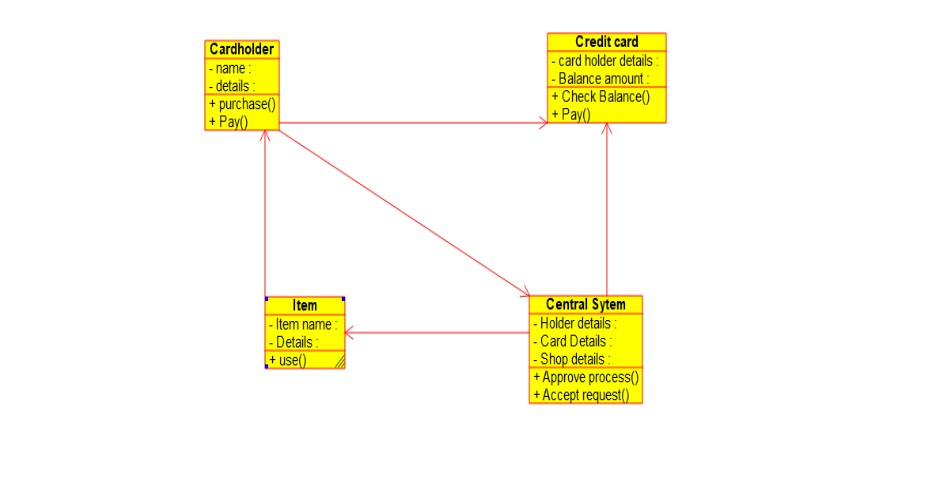 Cardholder
- name :
- details :
+ purchase()
+ Pay()
Credit card
- card holder details :
- Balance amount :
+ Check Balance()
+ Pay()
Item
- Item name :
- Details :
+ use()
Central Sytem
- Holder details :
- Card Details :
- Shop details :
+ Approve process()
+ Accept request()